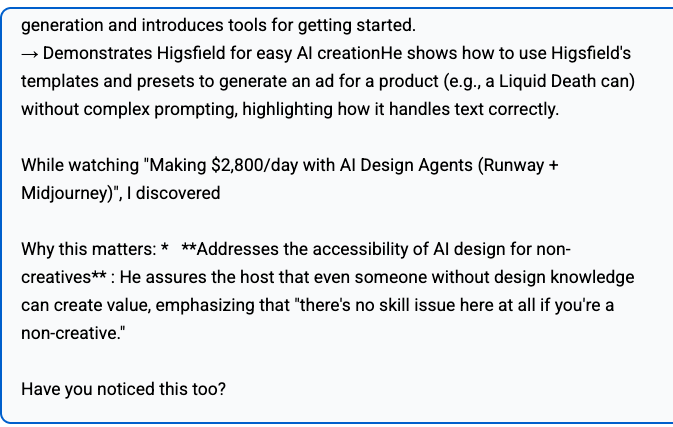 generation and introduces tools for getting started.
→ Demonstrates Higsfield for easy AI creationHe shows how to use Higsfield's
templates and presets to generate an ad for a product (e.g., a Liquid Death can)
without complex prompting, highlighting how it handles text correctly.
While watching "Making $2,800/day with AI Design Agents (Runway +
Midjourney)", I discovered
Why this matters: *   **Addresses the accessibility of AI design for non-
creatives** : He assures the host that even someone without design knowledge
can create value, emphasizing that "there's no skill issue here at all if you're a
non-creative."
Have you noticed this too?